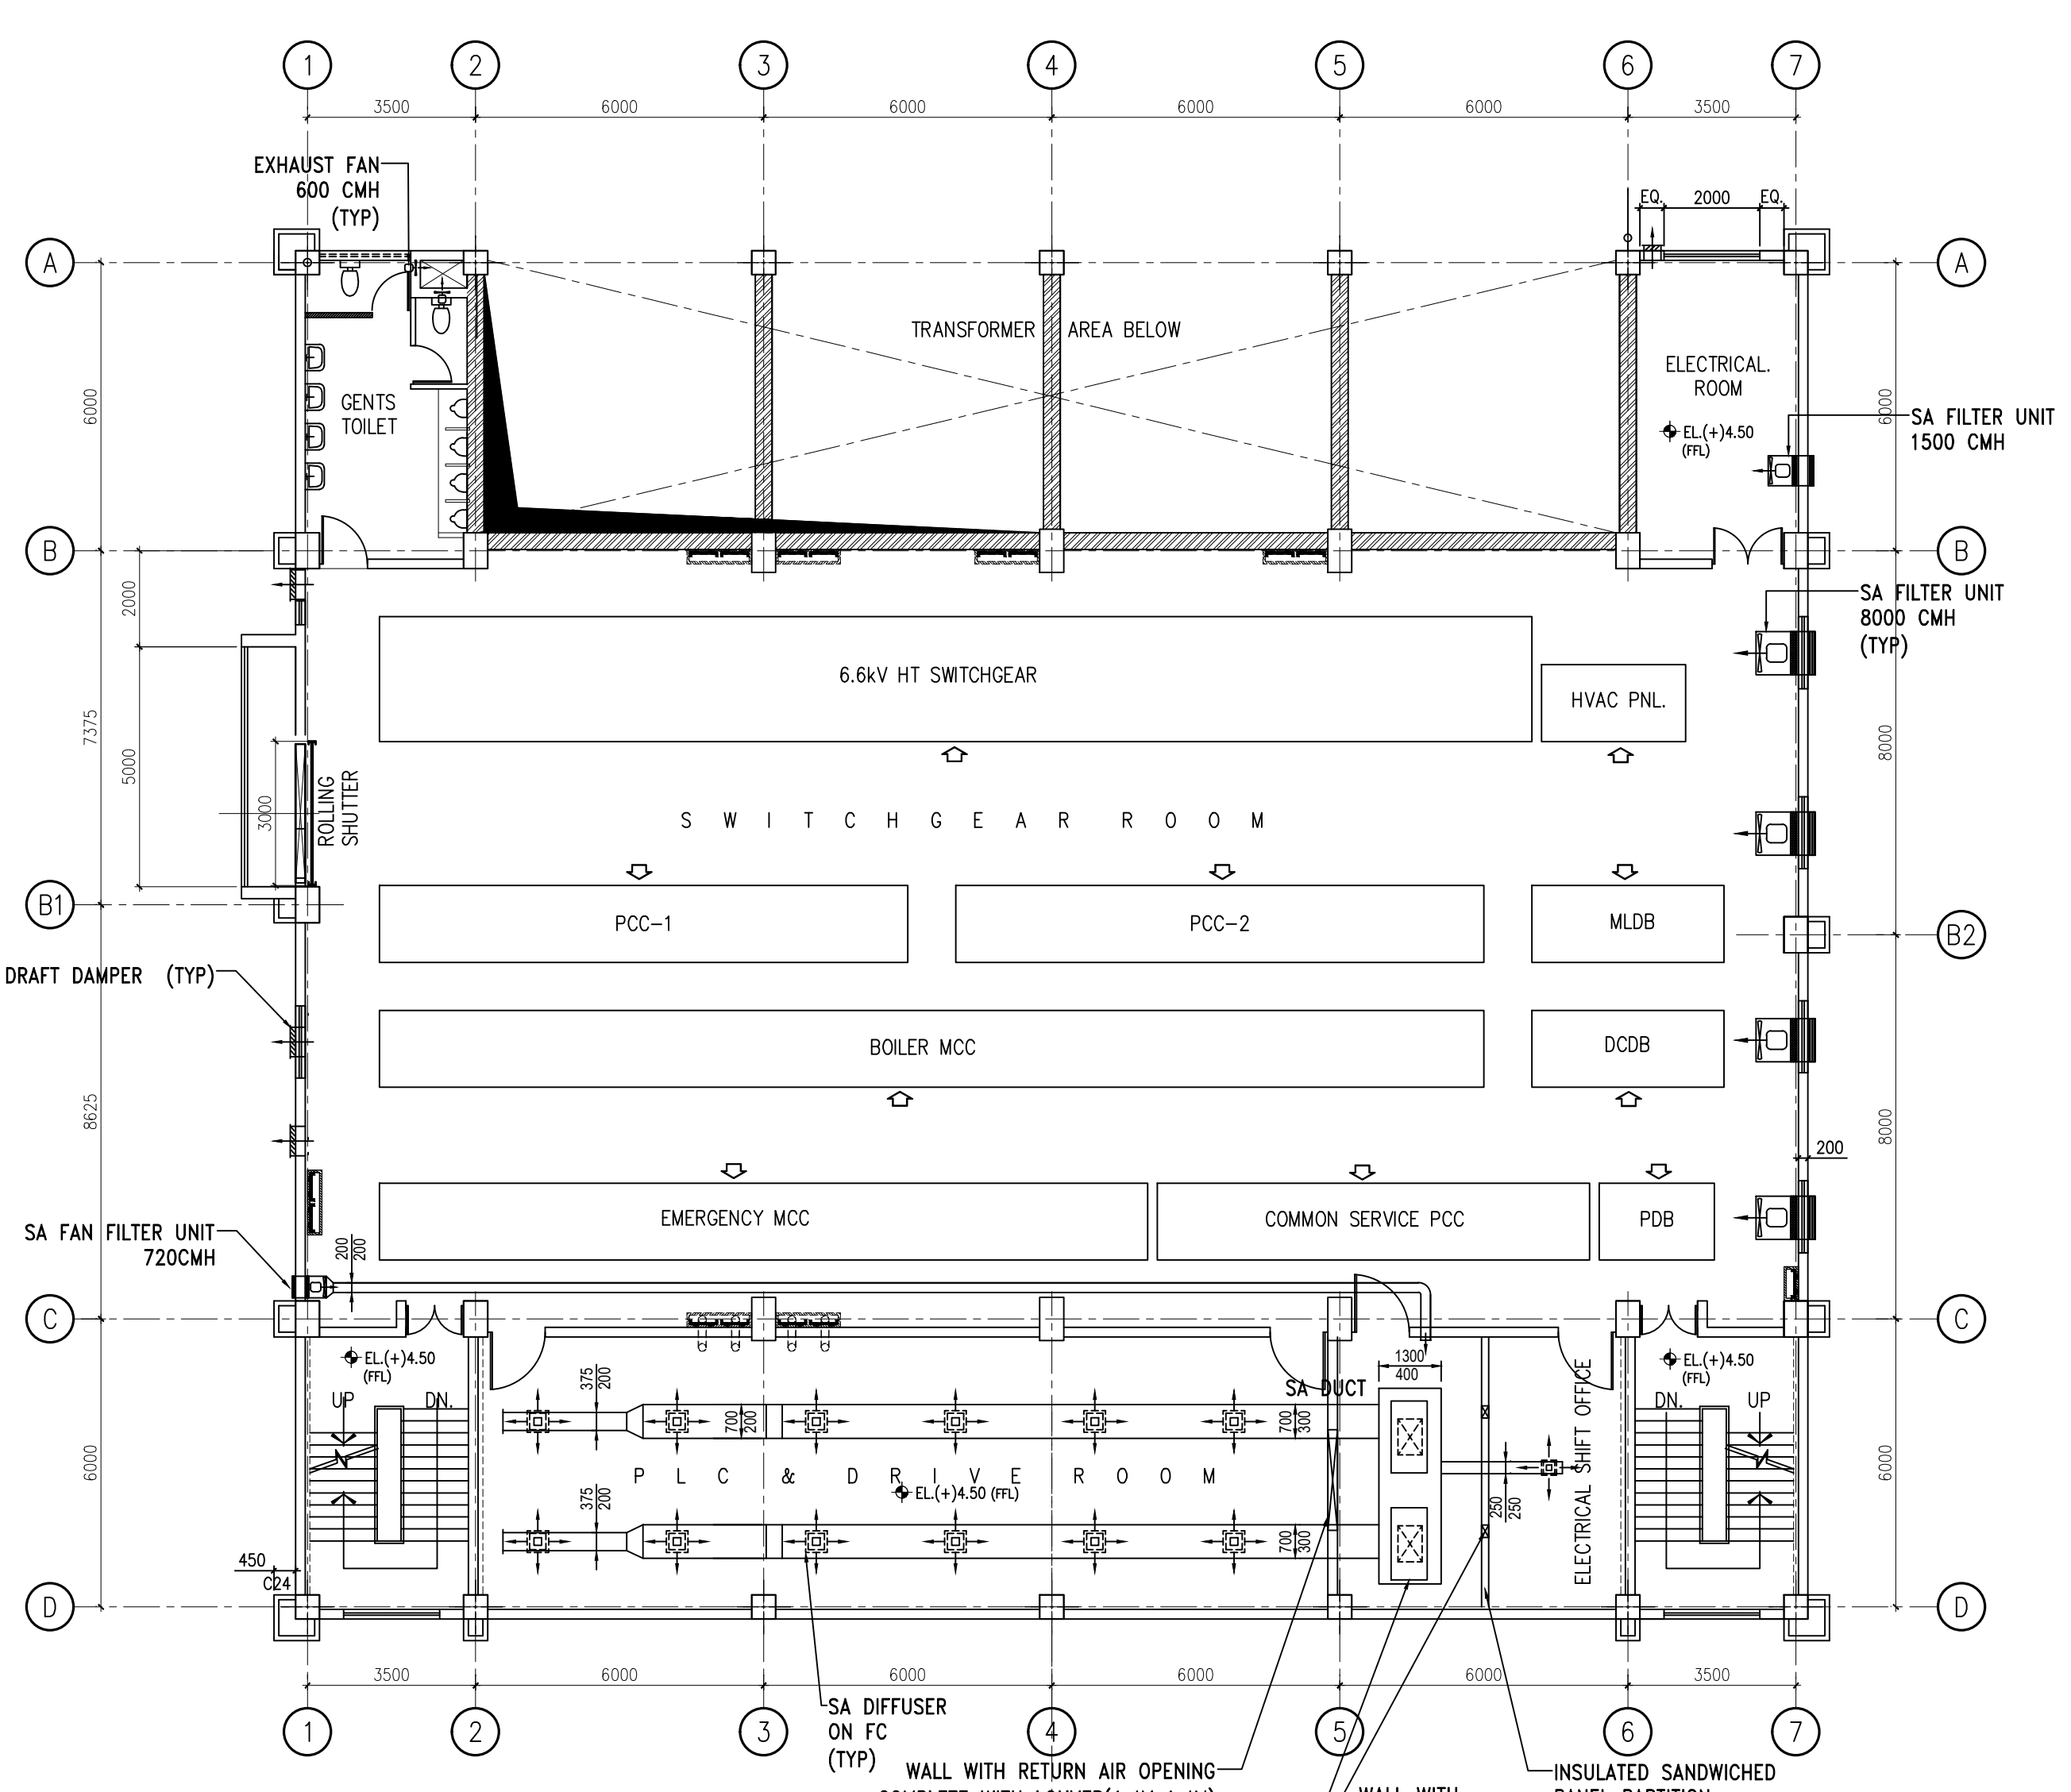 1 2 3 4 5 6 7
3500 6000 6000 6000 6000 3500
EXHAUST FAN
600 CMH
(TYP)
EQ. 2000 EQ.
A A
TRANSFORMER AREA BELOW
ELECTRICAL.
ROOM
GENTS
TOILET
6000
6000
EL.(+)4.50
(FFL)
SA FILTER UNIT
1500 CMH
B B
2000
SA FILTER UNIT
8000 CMH
(TYP)
6.6kV HT SWITCHGEAR
HVAC PNL.
7375
5000
3000
ROLLING
SHUTTER
8000
SWITCHGEAR ROOM
B1 B2
PCC-1
PCC-2
MLDB
DRAFT DAMPER (TYP)
BOILER MCC
DCDB
8625
8000
200
EMERGENCY MCC
COMMON SERVICE PCC
PDB
SA FAN FILTER UNIT
720CMH
200
200
C C
EL.(+)4.50
(FFL)
EL.(+)4.50
(FFL)
1300
400
SA DUCT
UP DN.
DN. UP
375
200
700
200
700
300
PLC & DRIVE ROOM
EL.(+)4.50 (FFL)
ELECTRICAL SHIFT OFFICE
6000
6000
375
200
700
300
250
250
450
C24
D D
3500 6000 6000 6000 6000 3500
1 2 3 4 5 6 7
SA DIFFUSER
ON FC
(TYP)
WALL WITH RETURN AIR OPENING
INSULATED SANDWICHED
WALL WITH